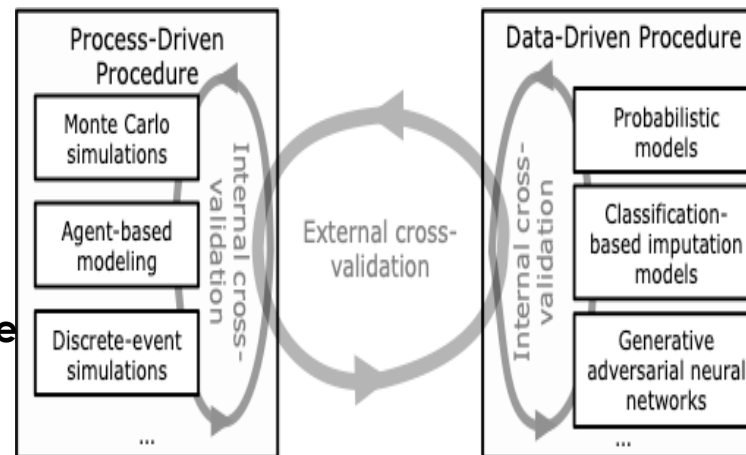 Process-Driven
Procedure
Monte Carlo
simulations
Agent-based
modeling
Discrete-event
simulations
...
Internal cross-
validation
External cross-
validation
Data-Driven Procedure
Internal cross-
validation
Probabilistic
models
Classification-
based imputation
models
Generative
adversarial neural
networks
...
e